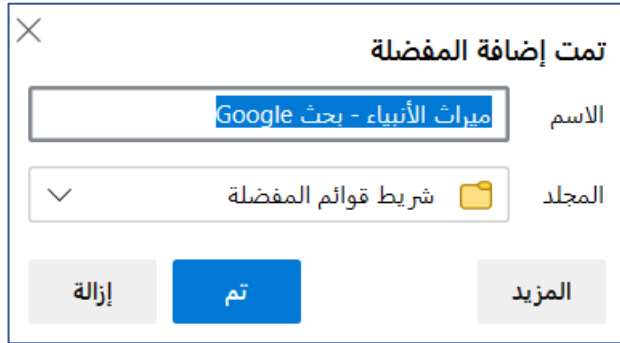 تمت إضافة المفضلة
الاسم
ميراث الأنبياء - بحث Google
المجلد
شريط قوائم المفضلة
المزيد
تم
إزالة